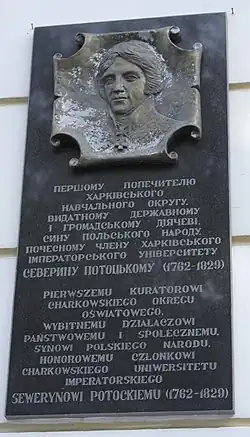 ПЕРШОМУ ПОПЕЧИТЕЛЮ
ХАРКІВСЬКОГО
НАВЧАЛЬНОГО ОКРУГУ,
ВИДАТНОМУ ДЕРЖАВНОМУ
І ГРОМАДСЬКОМУ ДІЯЧЕВІ,
СИНУ ПОЛЬСЬКОГО НАРОДУ,
ПОЧЕСНОМУ ЧЛЕНУ ХАРКІВСЬКОГО
ІМПЕРАТОРСЬКОГО УНІВЕРСИТЕТУ
СЕВЕРИНУ ПОТОЦЬКОМУ (1762-1829)
PIERWSZEMU KURATOROWI
CHARKOWSKIEGO OKRĘGU
OŚWIATOWEGO,
WYBITNEMU DZIAŁACZOWI
PAŃSTWOWEMU I SPOŁECZNEMU,
SYNOWI POLSKIEGO NARODU,
HONOROWEMU CZŁONKOWI
CHARKOWSKIEGO UNIWERSITETU
IMPERATORSKIEGO
SEWERYNOWI POTOCKIEMU (1762-1829)